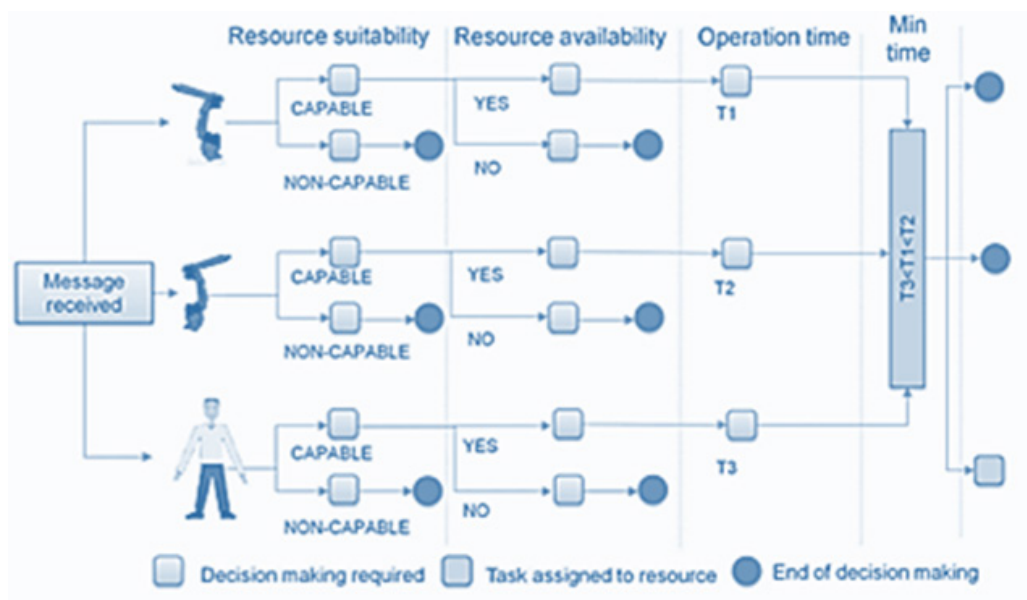 Resource suitability
Resource availability
Operation time
Min
time
CAPABLE
YES
T1
NON-CAPABLE
NO
Message
received
CAPABLE
YES
T2
NON-CAPABLE
NO
T3<T1<T2
CAPABLE
YES
T3
NON-CAPABLE
NO
Decision making required
Task assigned to resource
End of decision making